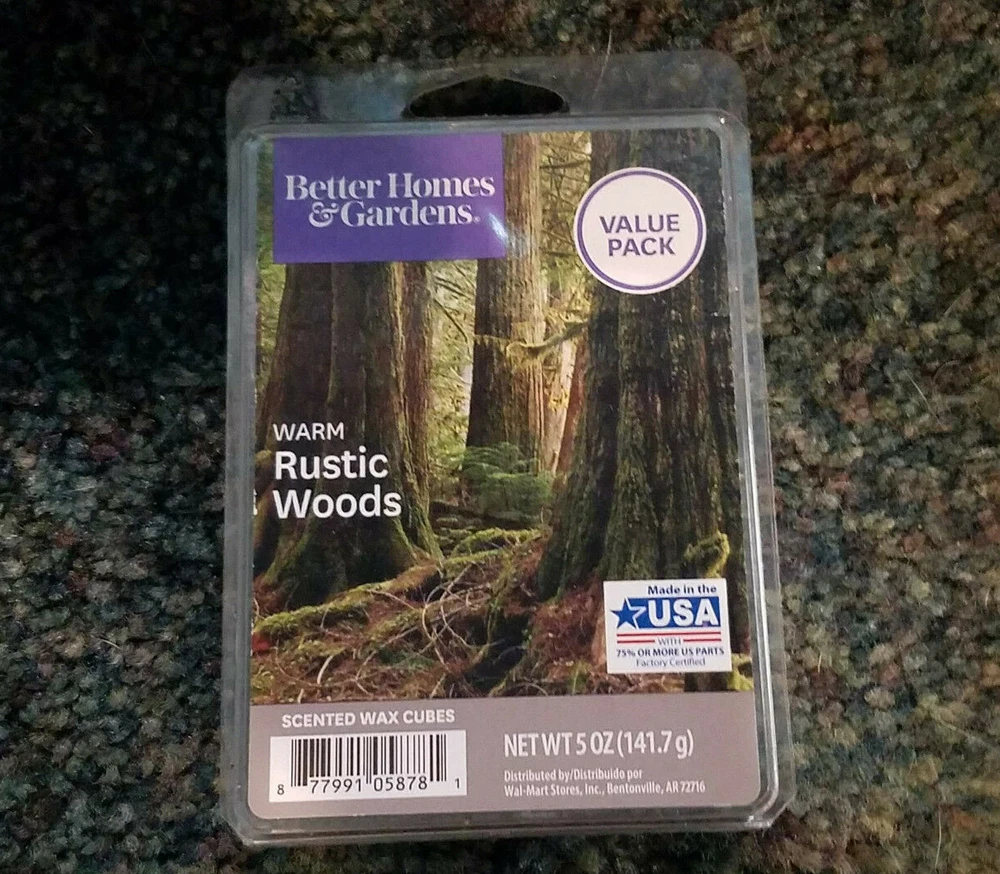 Better Homes
& Gardens®
VALUE
PACK
WARM
Rustic
Woods
Made in the
USA
WITH
75% OR MORE US PARTS
Factory Certified
SCENTED WAX CUBES
8 77991 05878 1
NET WT 5 OZ (141.7 g)
Distributed by/Distribuido por
Wal-Mart Stores, Inc., Bentonville, AR 72716